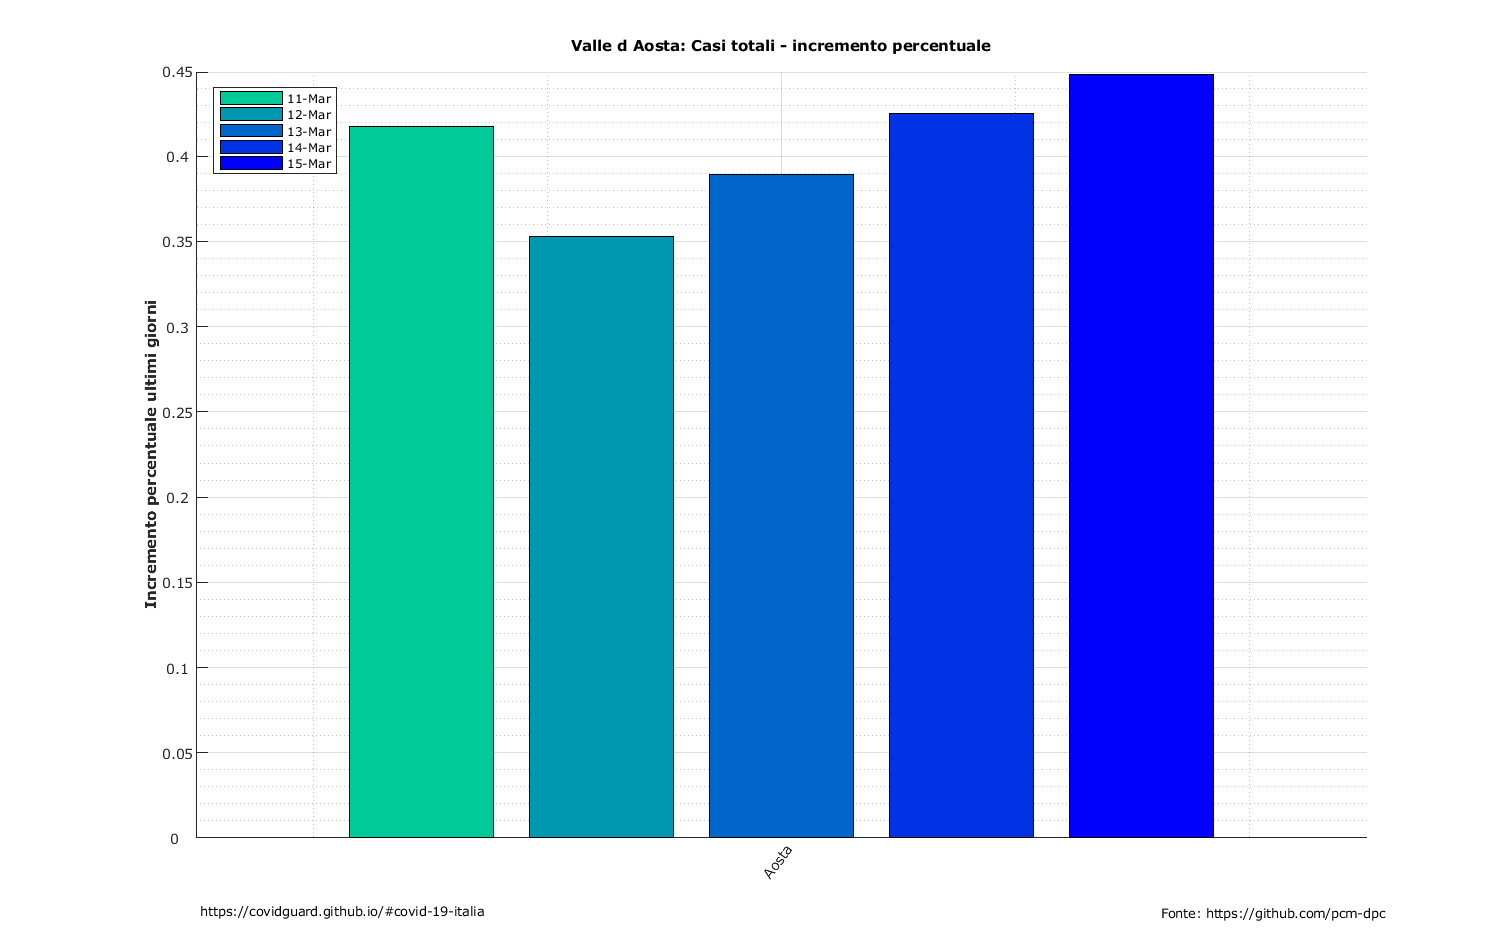 Valle d Aosta: Casi totali - incremento percentuale
0.45
0.4
0.35
0.3
0.25
0.2
0.15
0.1
0.05
0
Incremento percentuale ultimi giorni
11-Mar
12-Mar
13-Mar
14-Mar
15-Mar
Aosta
https://covidguard.github.io/#covid-19-italia
Fonte: https://github.com/pcm-dpc